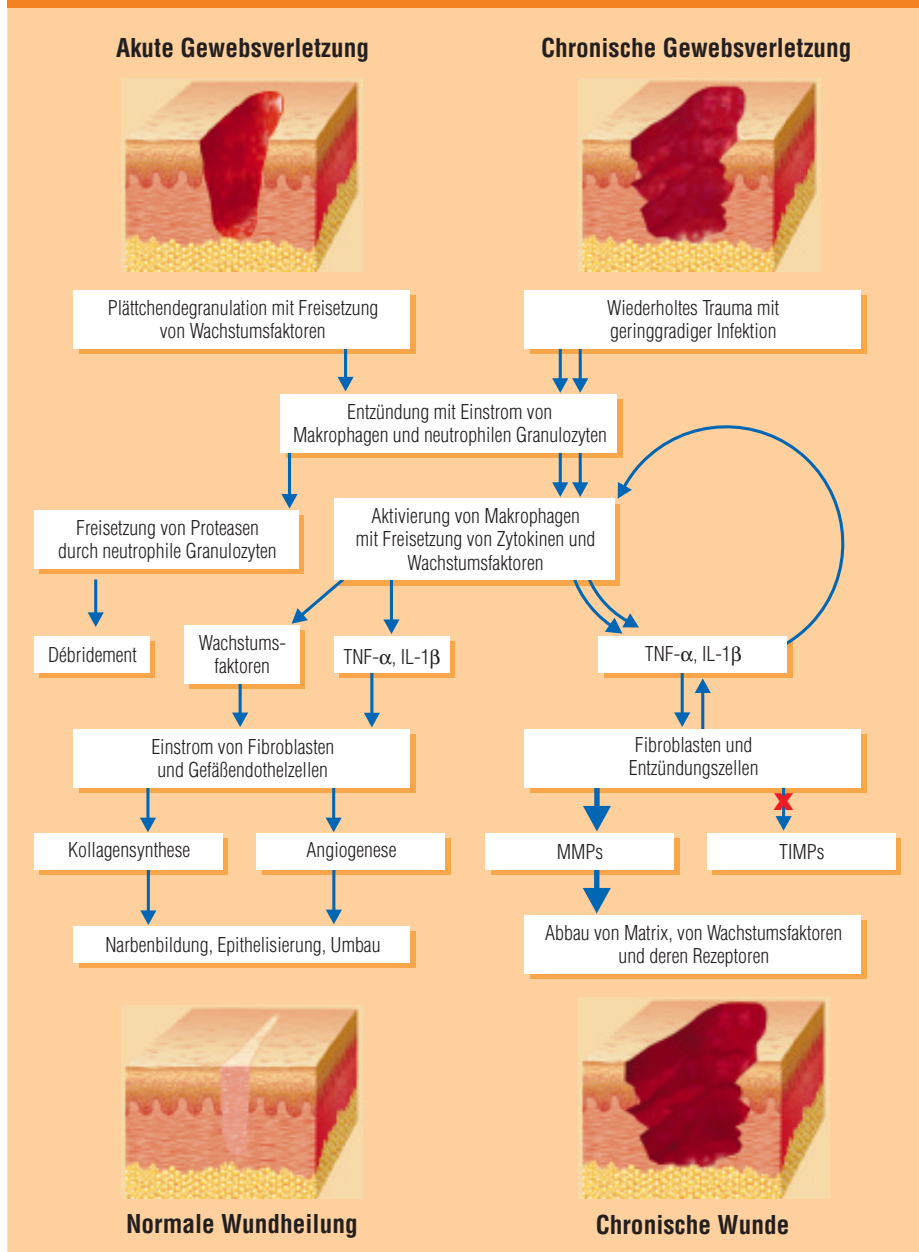 Akute Gewebsverletzung
Chronische Gewebsverletzung
Plättchendegranulation mit Freisetzung
von Wachstumsfaktoren
Wiederholtes Trauma mit
geringgradiger Infektion
Entzündung mit Einstrom von
Makrophagen und neutrophilen Granulozyten
Freisetzung von Proteasen
durch neutrophile Granulozyten
Aktivierung von Makrophagen
mit Freisetzung von Zytokinen und
Wachstumsfaktoren
Débridement
Wachstums-
faktoren
TNF-α, IL-1β
TNF-α, IL-1β
Einstrom von Fibroblasten
und Gefäßendothelzellen
Fibroblasten und
Entzündungszellen
Kollagensynthese
Angiogenese
MMPs
TIMPs
Narbenbildung, Epithelisierung, Umbau
Abbau von Matrix, von Wachstumsfaktoren
und deren Rezeptoren
Normale Wundheilung
Chronische Wunde